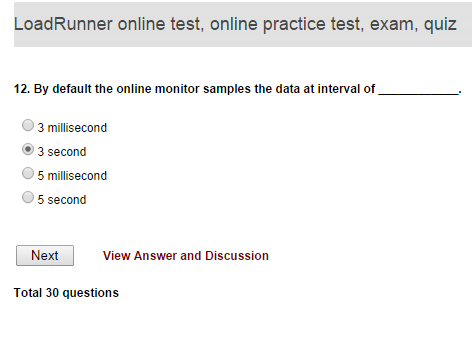 LoadRunner online test, online practice test, exam, quiz
12. By default the online monitor samples the data at interval of ____________.
3 millisecond
3 second
5 millisecond
5 second
Next View Answer and Discussion
Total 30 questions